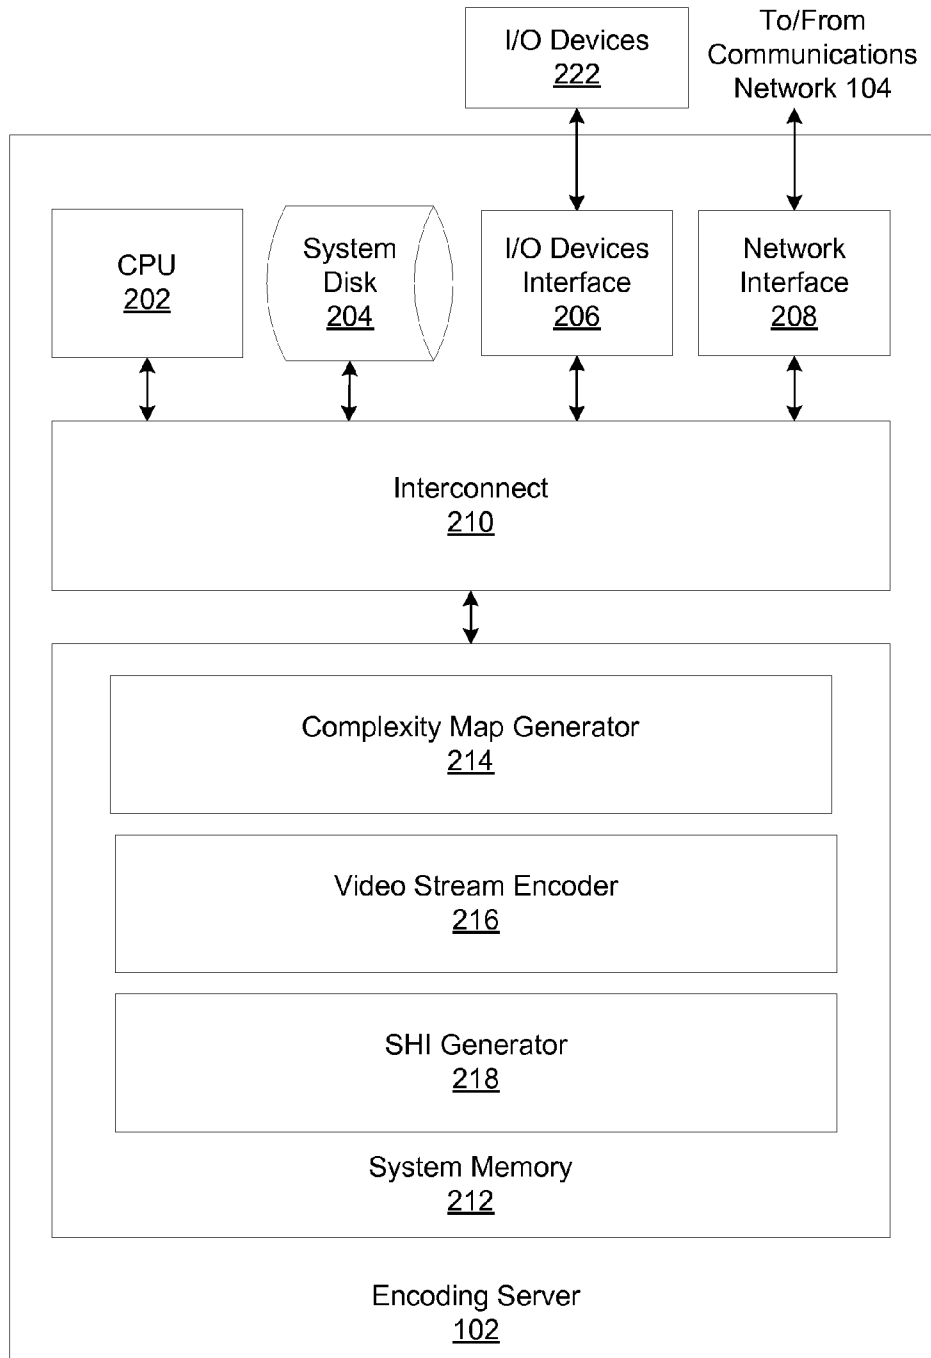 I/O Devices
222
To/From
Communications
Network 104
CPU
202
System
Disk
204
I/O Devices
Interface
206
Network
Interface
208
Interconnect
210
Complexity Map Generator
214
Video Stream Encoder
216
SHI Generator
218
System Memory
212
Encoding Server
102